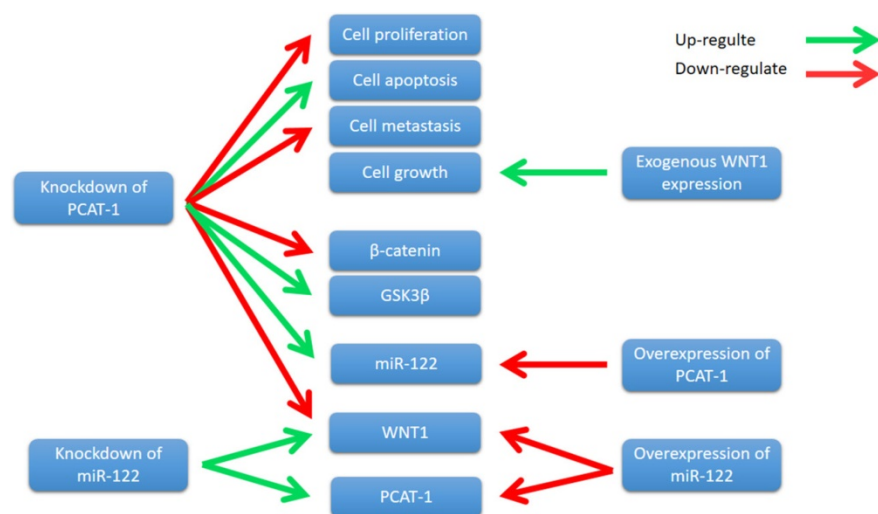 Cell proliferation
Cell apoptosis
Cell metastasis
Cell growth
Knockdown of
PCAT-1
β-catenin
GSK3β
miR-122
WNT1
PCAT-1
Knockdown of
miR-122
Up-regulte
Down-regulate
Exogenous WNT1
expression
Overexpression of
PCAT-1
Overexpression of
miR-122